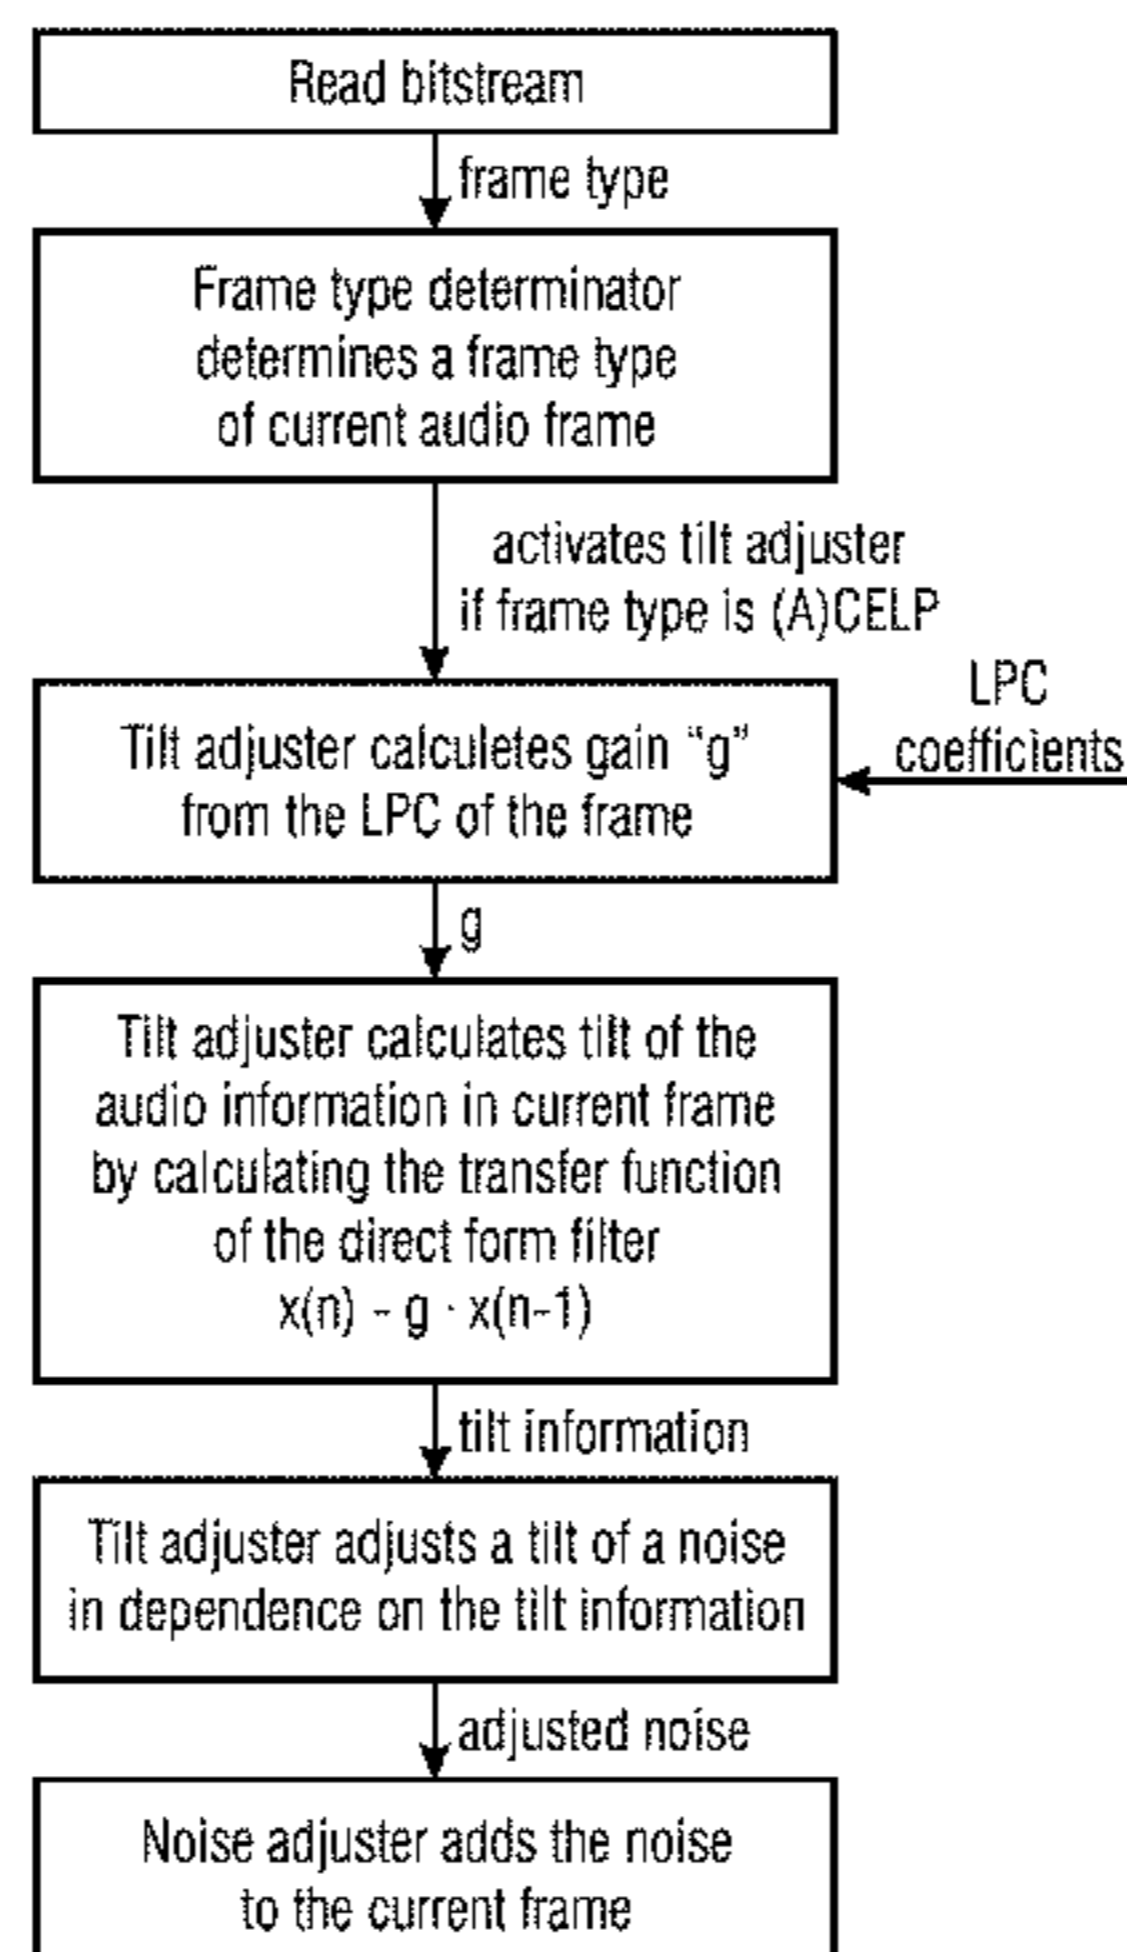 Read bitstream
frame type
Frame type determinator
determines a frame type
of current audio frame
activates tilt adjuster
if frame type is (A)CELP
LPC
coefficients
Tilt adjuster calculetes gain “g”
from the LPC of the frame
g
Tilt adjuster calculates tilt of the
audio information in current frame
by calculating the transfer function
of the direct form filter
x(n) - g · x(n-1)
tilt information
Tilt adjuster adjusts a tilt of a noise
in dependence on the tilt information
adjusted noise
Noise adjuster adds the noise
to the current frame